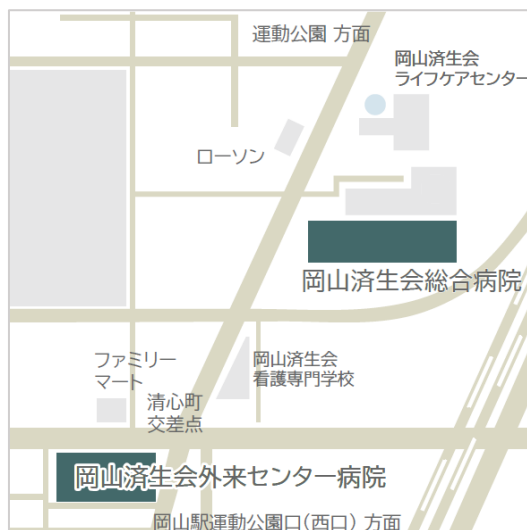 運動公園 方面
岡山済生会
ライフケアセンター
ローソン
岡山済生会総合病院
ファミリー
マート
岡山済生会
看護専門学校
清心町
交差点
岡山済生会外来センター病院
岡山駅運動公園口(西口) 方面